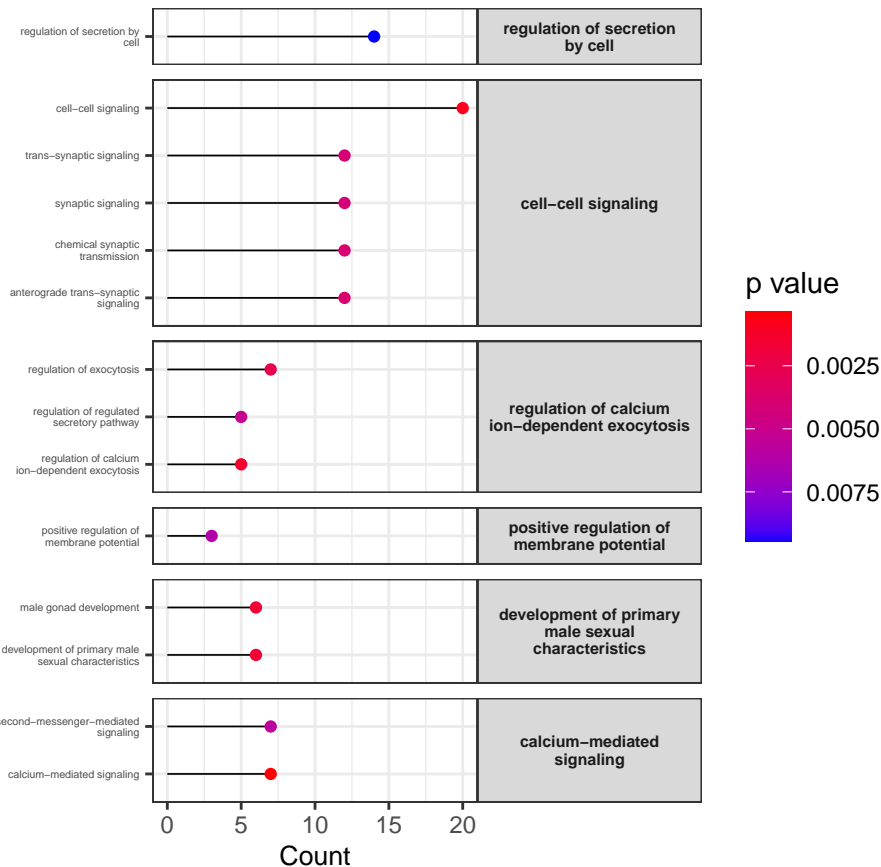 regulation of secretion by
cell
regulation of secretion
by cell
cell−cell signaling
trans−synaptic signaling
synaptic signaling
chemical synaptic
transmission
anterograde trans−synaptic
signaling
cell−cell signaling
regulation of exocytosis
regulation of regulated
secretory pathway
regulation of calcium
ion−dependent exocytosis
regulation of calcium
ion−dependent exocytosis
positive regulation of
membrane potential
positive regulation of
membrane potential
male gonad development
development of primary male
sexual characteristics
development of primary
male sexual
characteristics
second−messenger−mediated
signaling
calcium−mediated signaling
calcium−mediated
signaling
0 5 10 15 20
Count
p value
0.0025
0.0050
0.0075